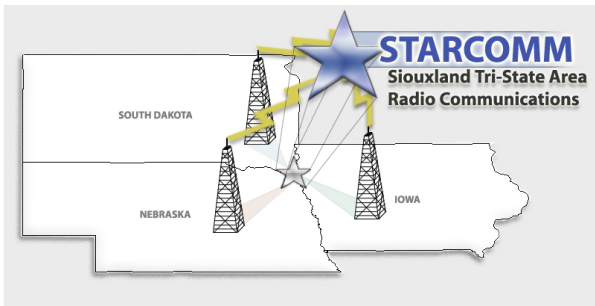 STARCOMM
Siouxland Tri-State Area
Radio Communications
SOUTH DAKOTA
NEBRASKA
IOWA